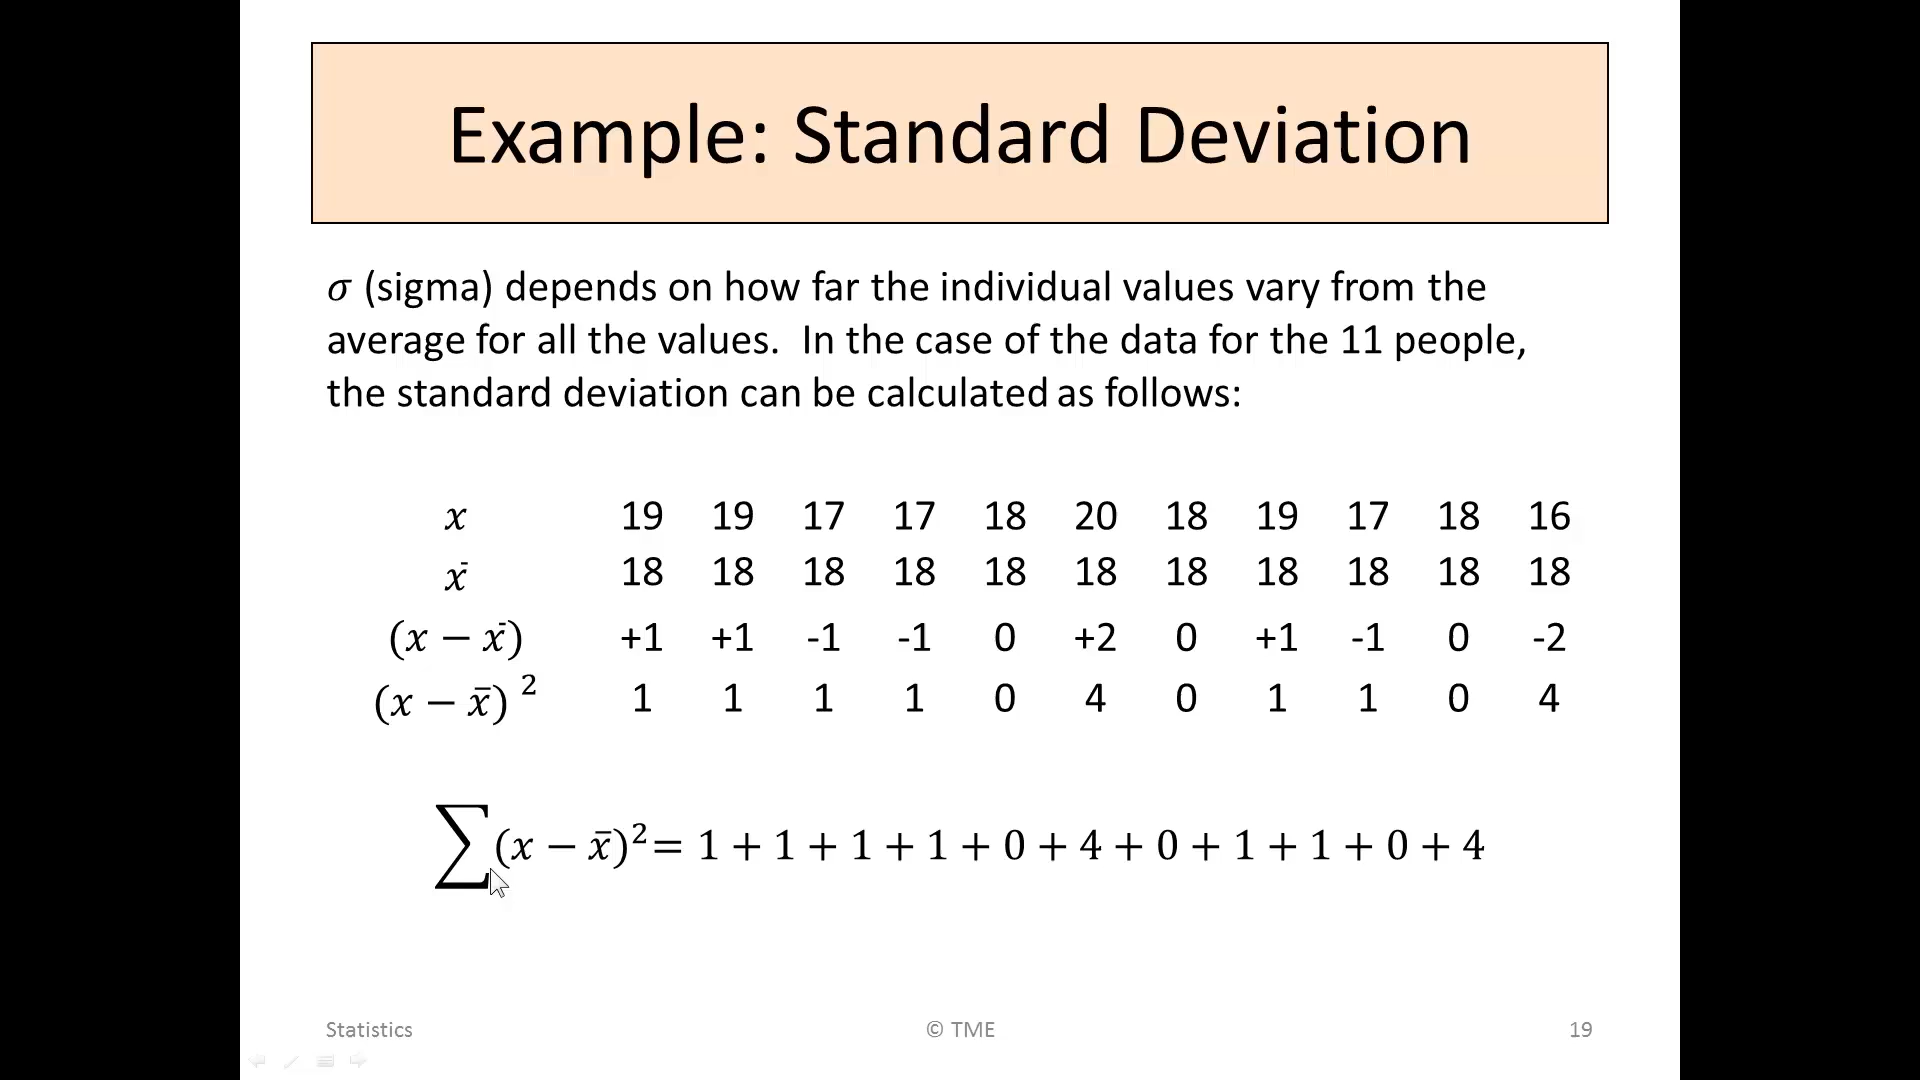 Example: Standard Deviation
𝜎 (sigma) depends on how far the individual values vary from the
average for all the values.  In the case of the data for the 11 people,
the standard deviation can be calculated as follows:
x 19 19 17 17 18 20 18 19 17 18 16
x̄ 18 18 18 18 18 18 18 18 18 18 18
(x − x̄) +1 +1 -1 -1 0 +2 0 +1 -1 0 -2
(x − x̄)² 1 1 1 1 0 4 0 1 1 0 4
∑(x − x̄)² = 1 + 1 + 1 + 1 + 0 + 4 + 0 + 1 + 1 + 0 + 4
Statistics © TME 19